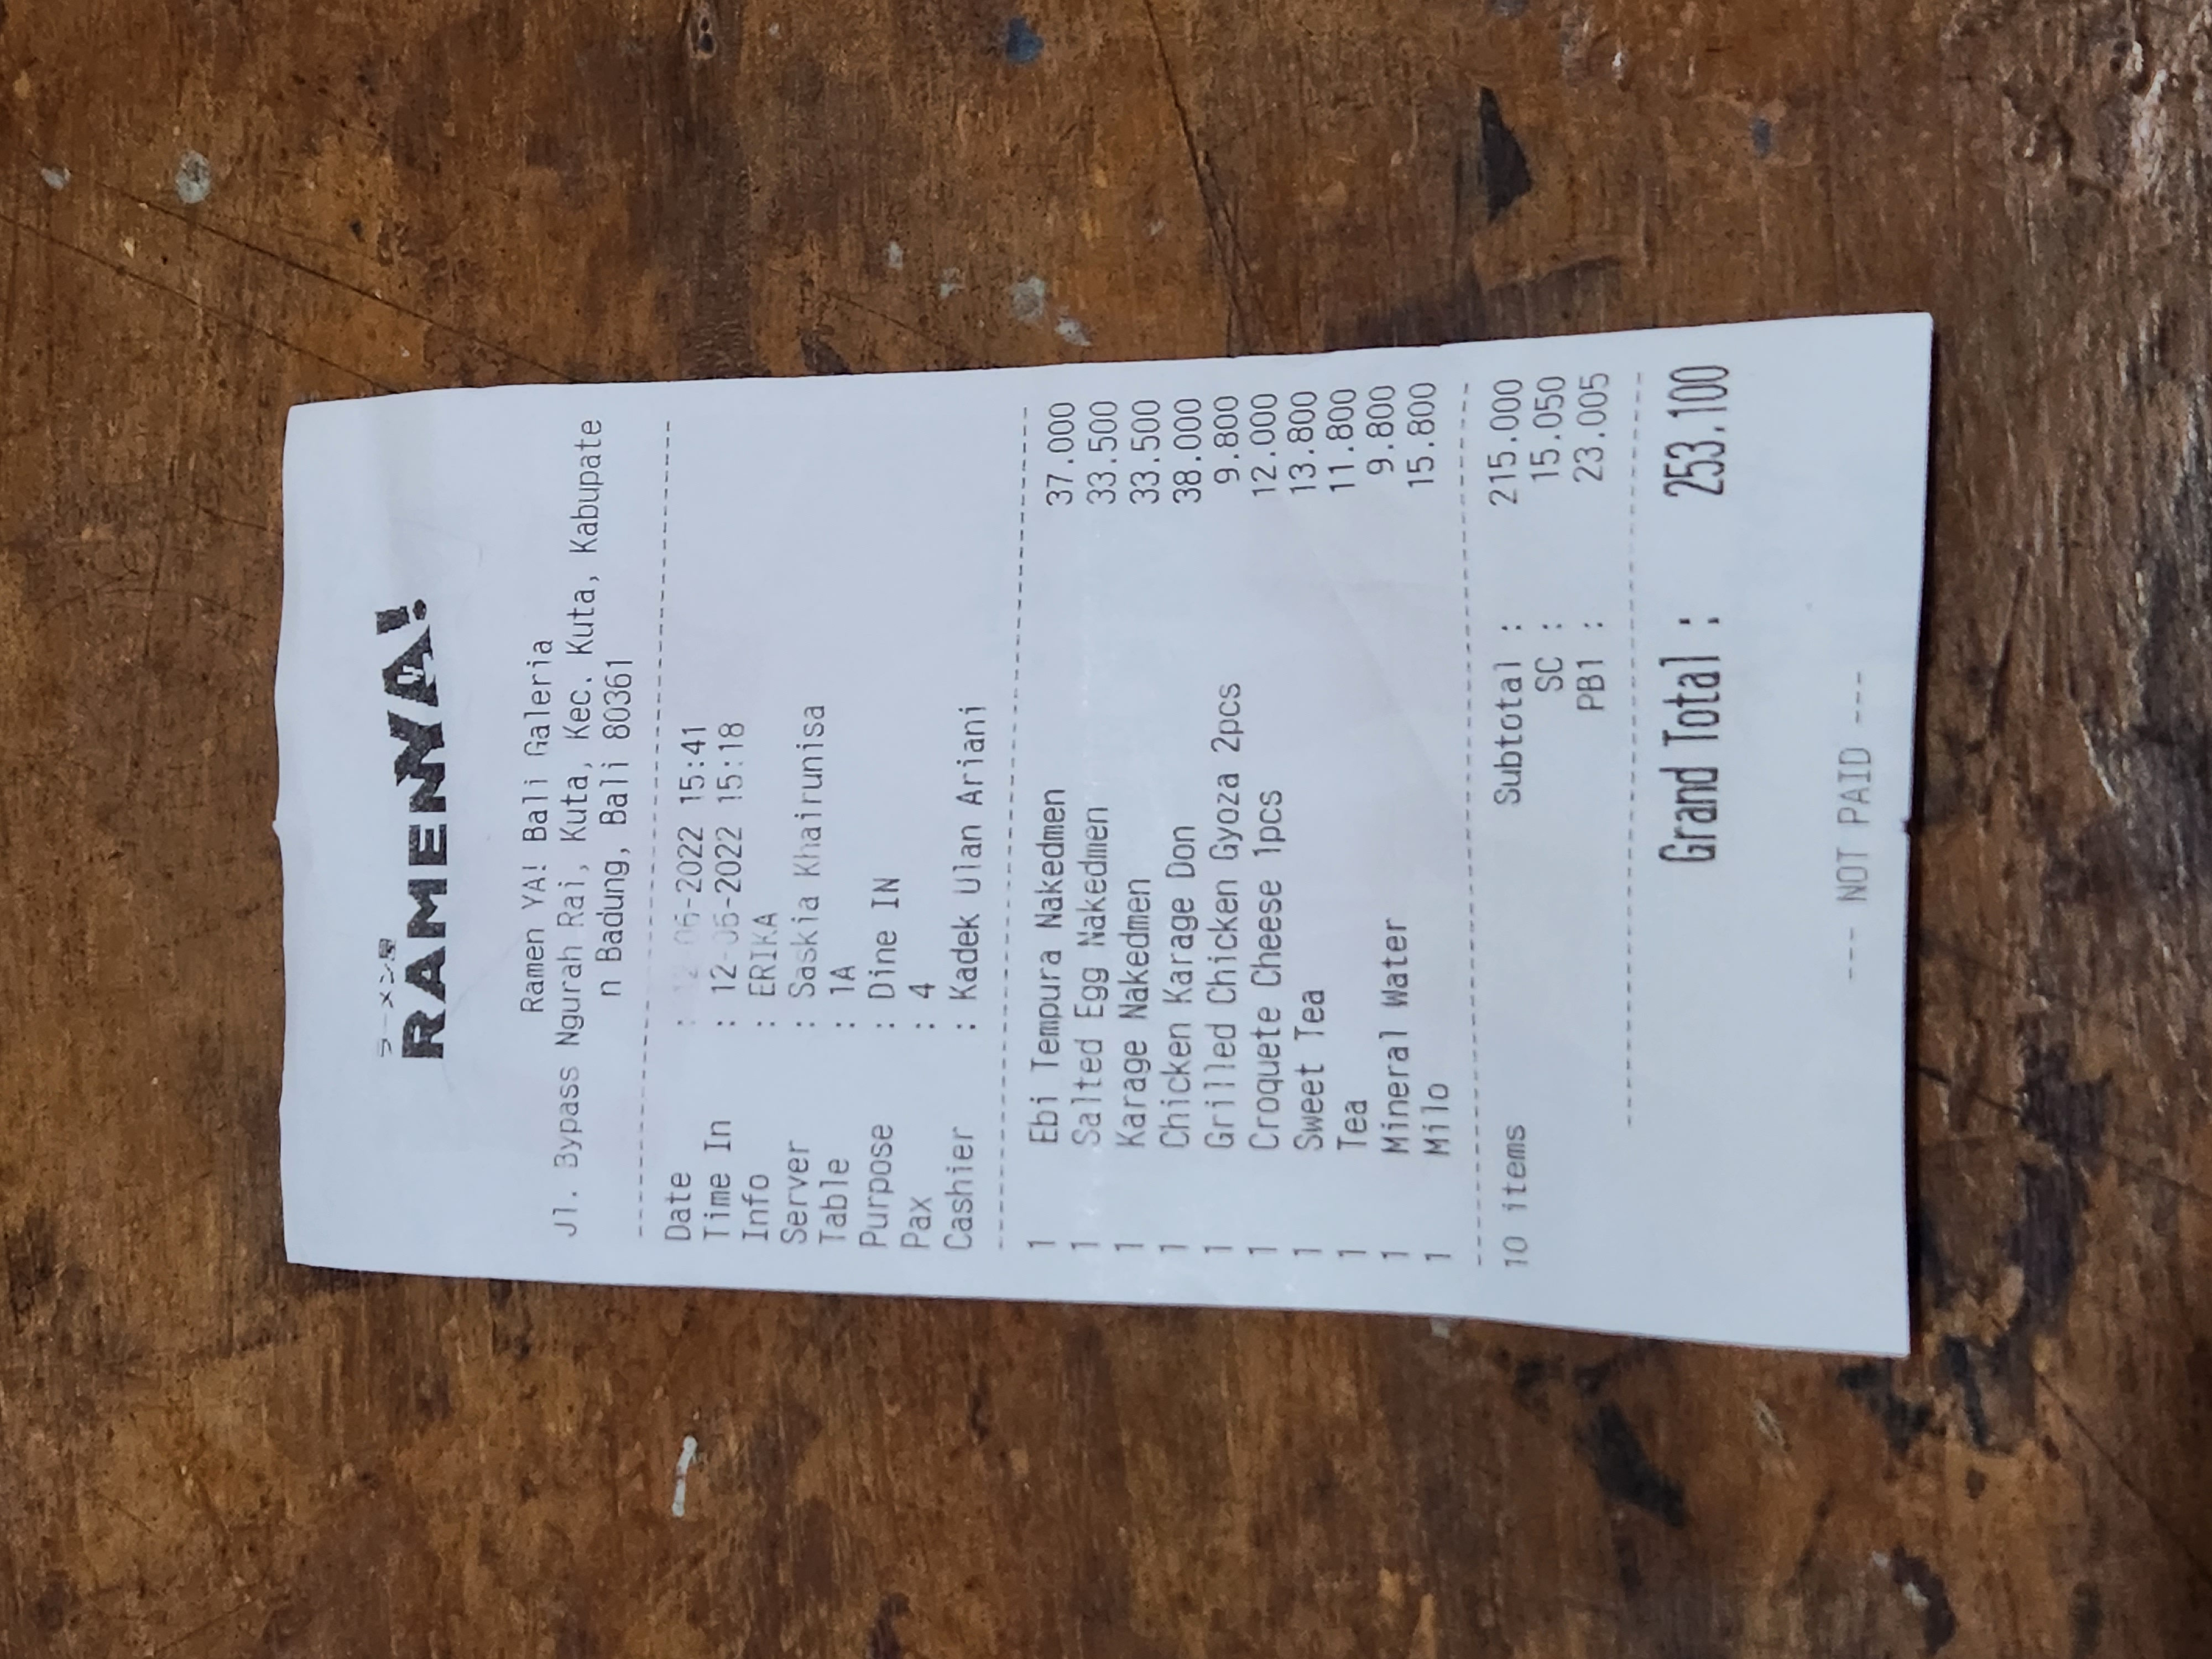 ラーメン屋
RAMENYA!
Ramen YA! Bali Galeria
Jl. Bypass Ngurah Rai, Kuta, Kec. Kuta, Kabupate
n Badung, Bali 80361
Date : 12-06-2022 15:41
Time In : 12-06-2022 15:18
Info : ERIKA
Server : Saskia Khairunisa
Table : 1A
Purpose : Dine IN
Pax : 4
Cashier : Kadek Ulan Ariani
1 Ebi Tempura Nakedmen 37.000
1 Salted Egg Nakedmen 33.500
1 Karage Nakedmen 33.500
1 Chicken Karage Don 38.000
1 Grilled Chicken Gyoza 2pcs 9.800
1 Croquete Cheese 1pcs 12.000
1 Sweet Tea 13.800
1 Tea 11.800
1 Mineral Water 9.800
1 Milo 15.800
10 items Subtotal : 215.000
SC : 15.050
PB1 : 23.005
Grand Total : 253.100
--- NOT PAID ---